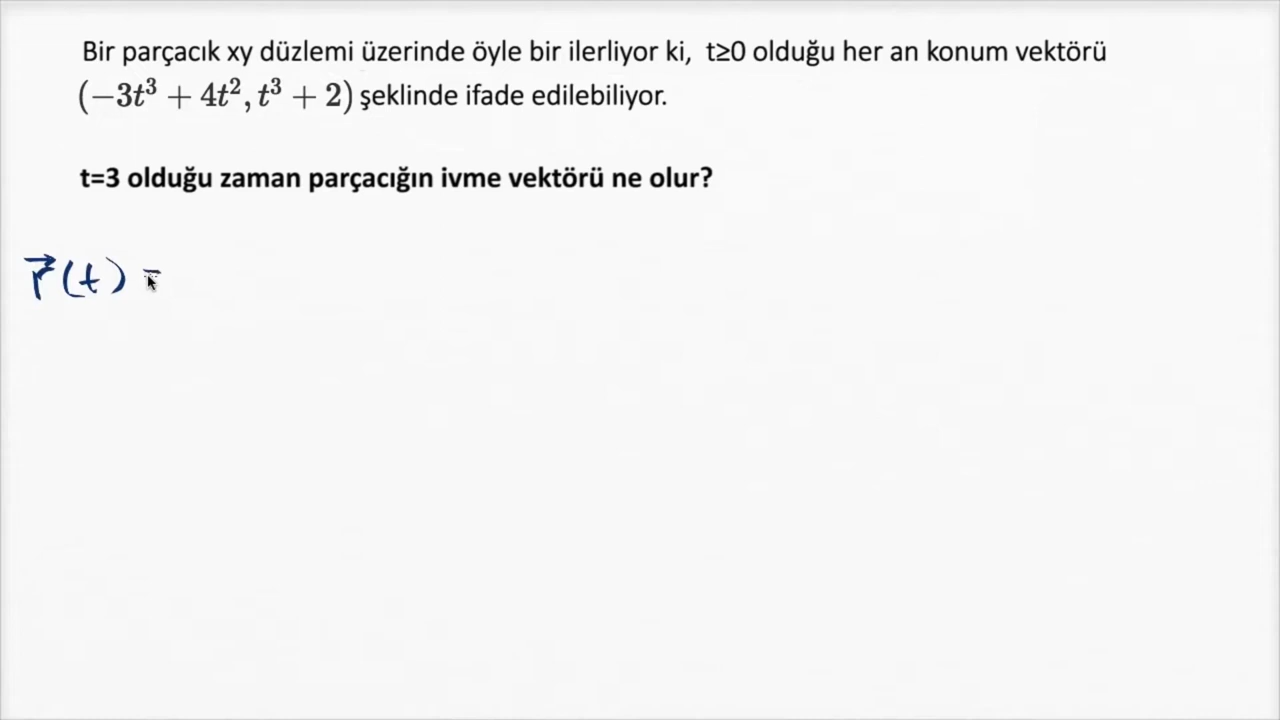 Bir parçacık xy düzlemi üzerinde öyle bir ilerliyor ki, t≥0 olduğu her an konum vektörü
(−3t³ + 4t², t³ + 2) şeklinde ifade edilebiliyor.
t=3 olduğu zaman parçacığın ivme vektörü ne olur?
r⃗(t) =